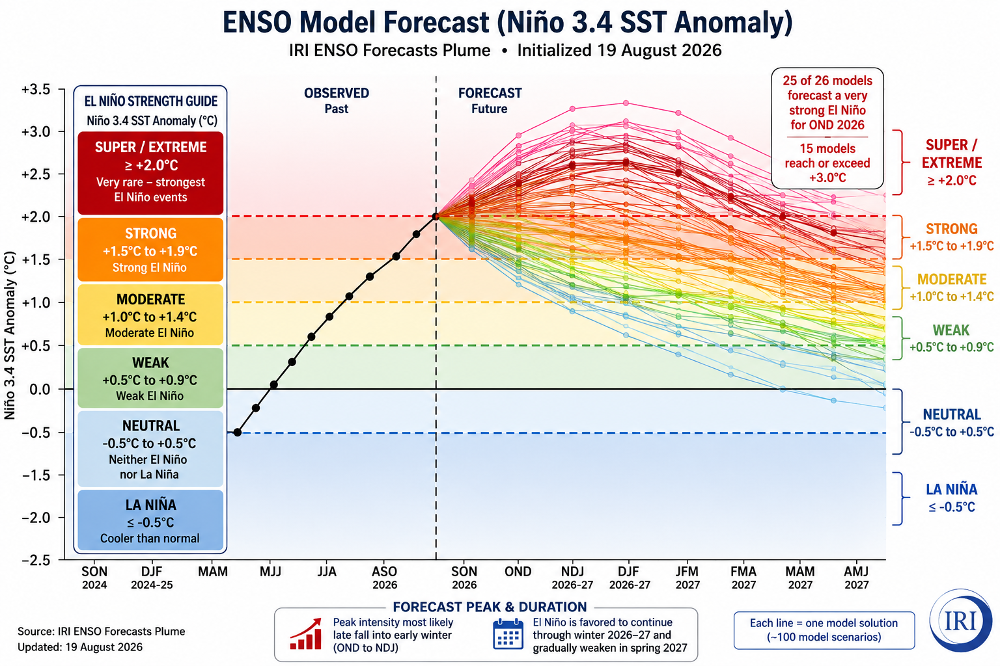 ENSO Model Forecast (Niño 3.4 SST Anomaly)
IRI ENSO Forecasts Plume • Initialized 19 August 2026
Niño 3.4 SST Anomaly (°C)
+3.5
+3.0
+2.5
+2.0
+1.5
+1.0
+0.5
0.0
−0.5
−1.5
−2.0
−2.5
EL NIÑO STRENGTH GUIDE
Niño 3.4 SST Anomaly (°C)
SUPER / EXTREME
≥ +2.0°C
Very rare – strongest
El Niño events
STRONG
+1.5°C to +1.9°C
Strong El Niño
MODERATE
+1.0°C to +1.4°C
Moderate El Niño
WEAK
+0.5°C to +0.9°C
Weak El Niño
NEUTRAL
-0.5°C to +0.5°C
Neither El Niño
nor La Niña
LA NIÑA
≤ -0.5°C
Cooler than normal
OBSERVED
Past
FORECAST
Future
25 of 26 models
forecast a very
strong El Niño
for OND 2026
15 models
reach or exceed
+3.0°C
SUPER /
EXTREME
≥ +2.0°C
STRONG
+1.5°C to +1.9°C
MODERATE
+1.0°C to +1.4°C
WEAK
+0.5°C to +0.9°C
NEUTRAL
-0.5°C to +0.5°C
LA NIÑA
≤ -0.5°C
SON DJF MAM MJJ JJA ASO SON OND NDJ DJF JFM FMA MAM AMJ
2024 2024-25 2026 2026 2026-27 2026-27 2027 2027 2027 2027
FORECAST PEAK & DURATION
Peak intensity most likely
late fall into early winter
(OND to NDJ)
El Niño is favored to continue
through winter 2026–27 and
gradually weaken in spring 2027
Source: IRI ENSO Forecasts Plume
Updated: 19 August 2026
Each line = one model solution
(~100 model scenarios)
IRI